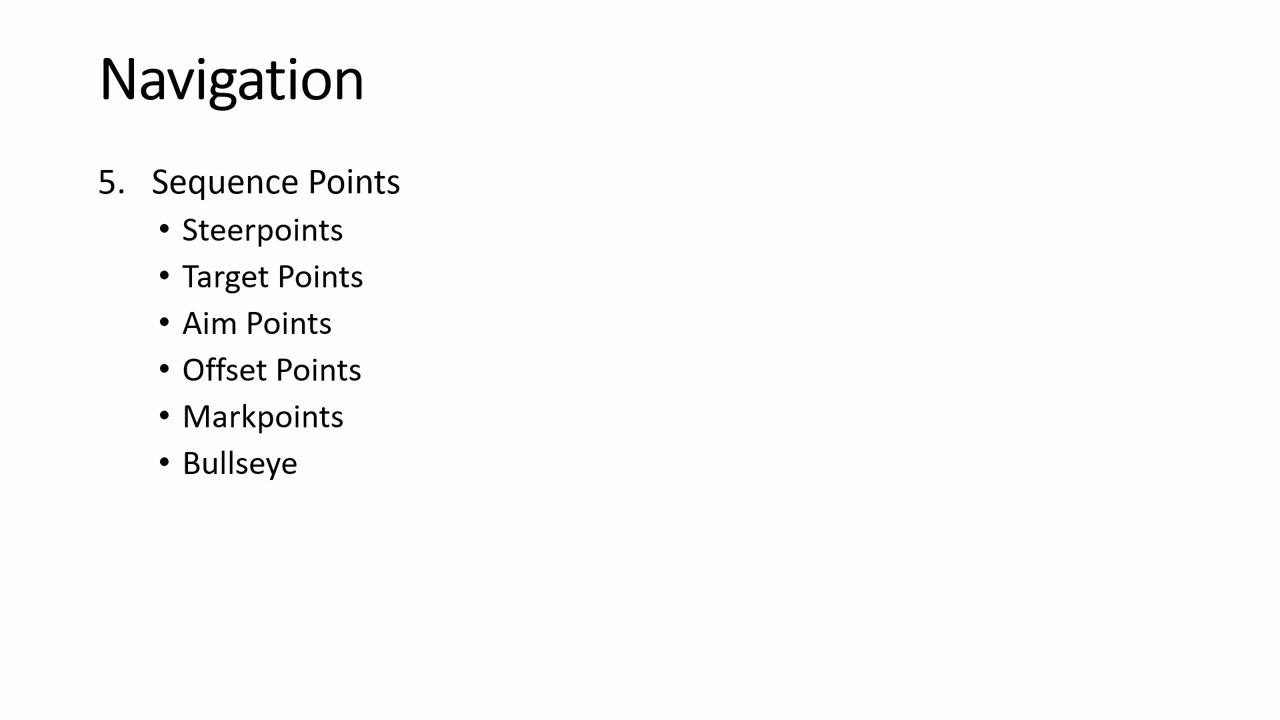 Navigation
5. Sequence Points
• Steerpoints
• Target Points
• Aim Points
• Offset Points
• Markpoints
• Bullseye